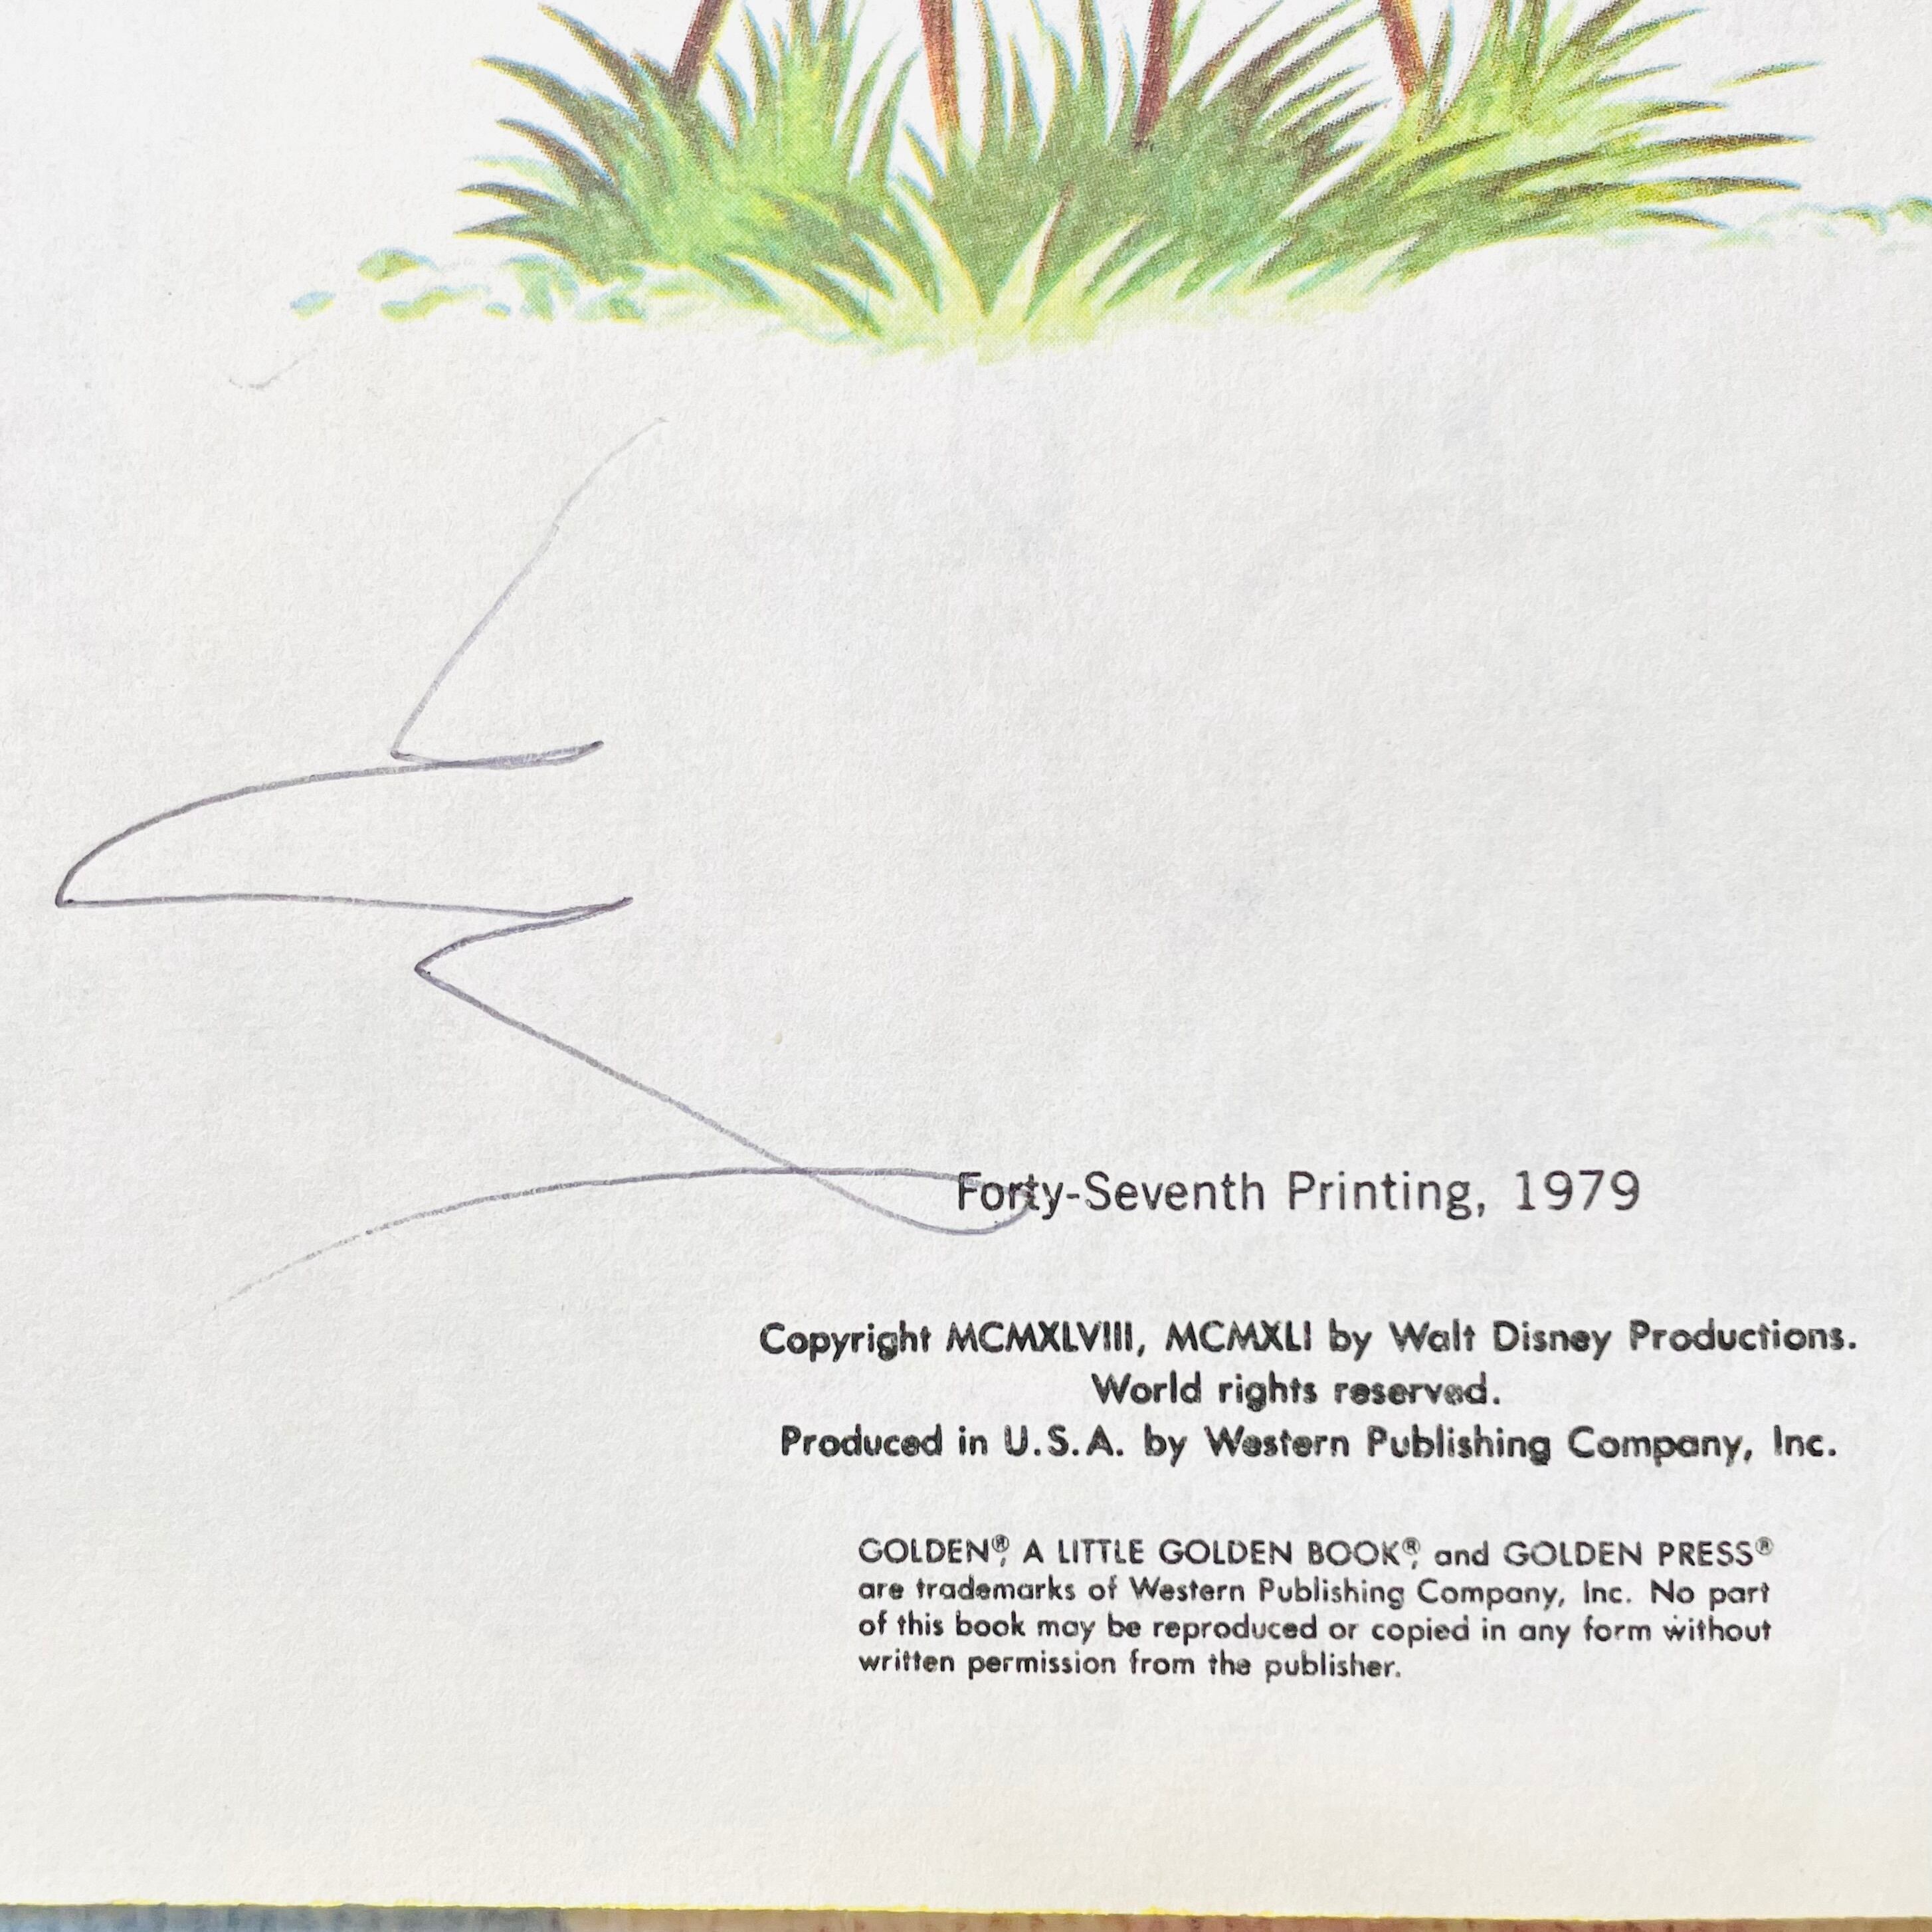 Forty-Seventh Printing, 1979
Copyright MCMXLVIII, MCMXLI by Walt Disney Productions.
World rights reserved.
Produced in U.S.A. by Western Publishing Company, Inc.
GOLDEN®, A LITTLE GOLDEN BOOK®, and GOLDEN PRESS®
are trademarks of Western Publishing Company, Inc. No part
of this book may be reproduced or copied in any form without
written permission from the publisher.